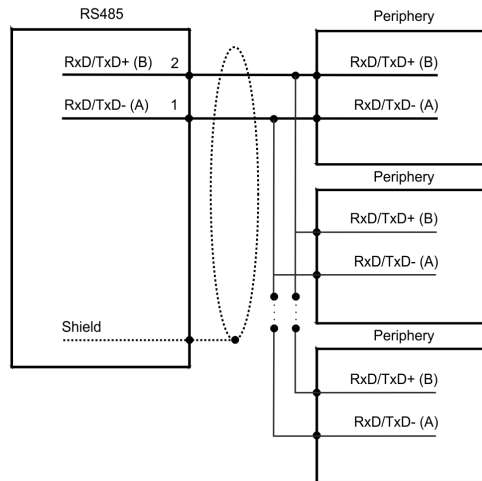 RS485
RxD/TxD+ (B) 2
RxD/TxD- (A) 1
Shield
Periphery
RxD/TxD+ (B)
RxD/TxD- (A)
Periphery
RxD/TxD+ (B)
RxD/TxD- (A)
Periphery
RxD/TxD+ (B)
RxD/TxD- (A)